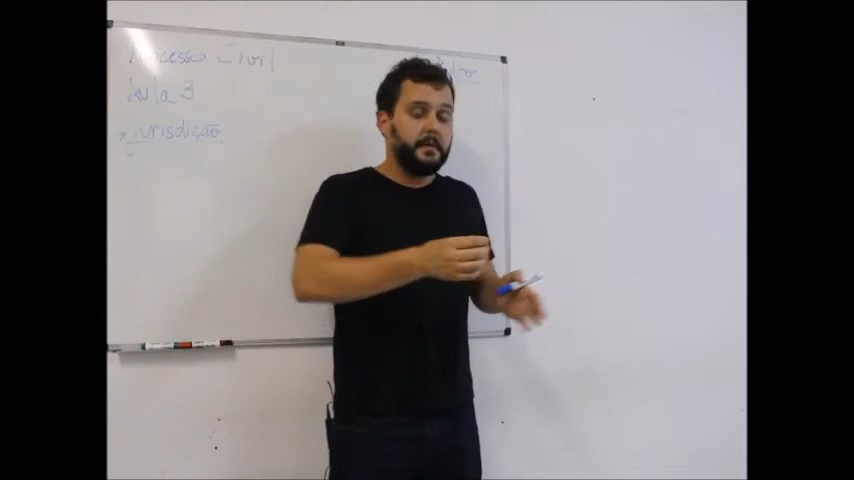 Processo Civil
Aula 3
→ Jurisdição